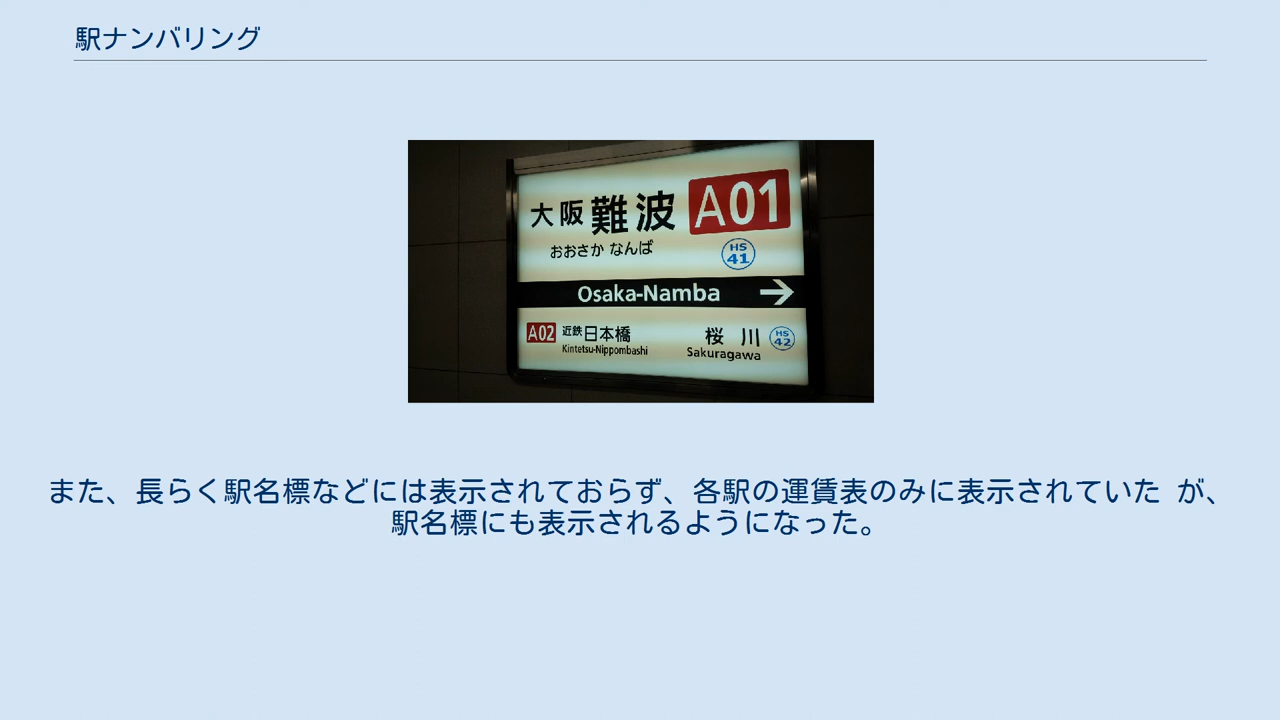 駅ナンバリング
大阪難波 A01
おおさか なんば
HS
41
Osaka-Namba
A02 近鉄日本橋
Kintetsu-Nippombashi
桜 川
Sakuragawa
HS
42
また、長らく駅名標などには表示されておらず、各駅の運賃表のみに表示されていた が、
駅名標にも表示されるようになった。